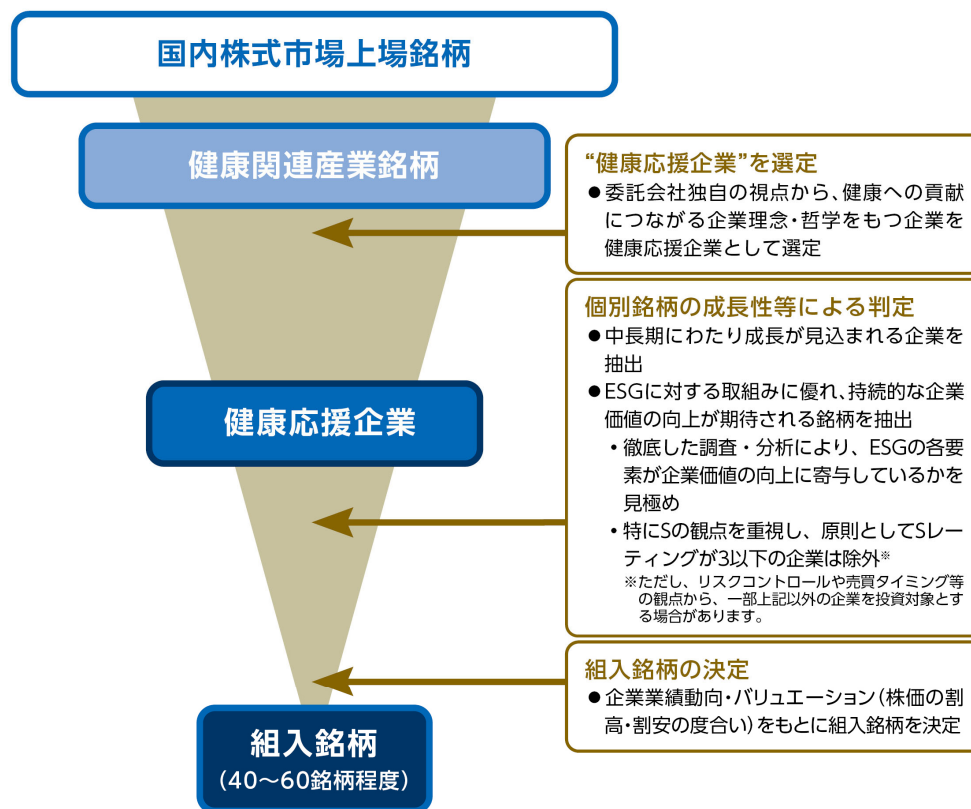 国内株式市場上場銘柄
健康関連産業銘柄
“健康応援企業”を選定
●委託会社独自の視点から、健康への貢献
につながる企業理念・哲学をもつ企業を
健康応援企業として選定
個別銘柄の成長性等による判定
●中長期にわたり成長が見込まれる企業を
抽出
●ESGに対する取組みに優れ、持続的な企業
価値の向上が期待される銘柄を抽出
・徹底した調査・分析により、ESGの各要
素が企業価値の向上に寄与しているかを
見極め
・特にSの観点を重視し、原則としてSレー
ティングが3以下の企業は除外※
※ただし、リスクコントロールや売買タイミング等
の観点から、一部上記以外の企業を投資対象とす
る場合があります。
健康応援企業
組入銘柄の決定
●企業業績動向・バリュエーション（株価の割
高・割安の度合い）をもとに組入銘柄を決定
組入銘柄
（40～60銘柄程度）